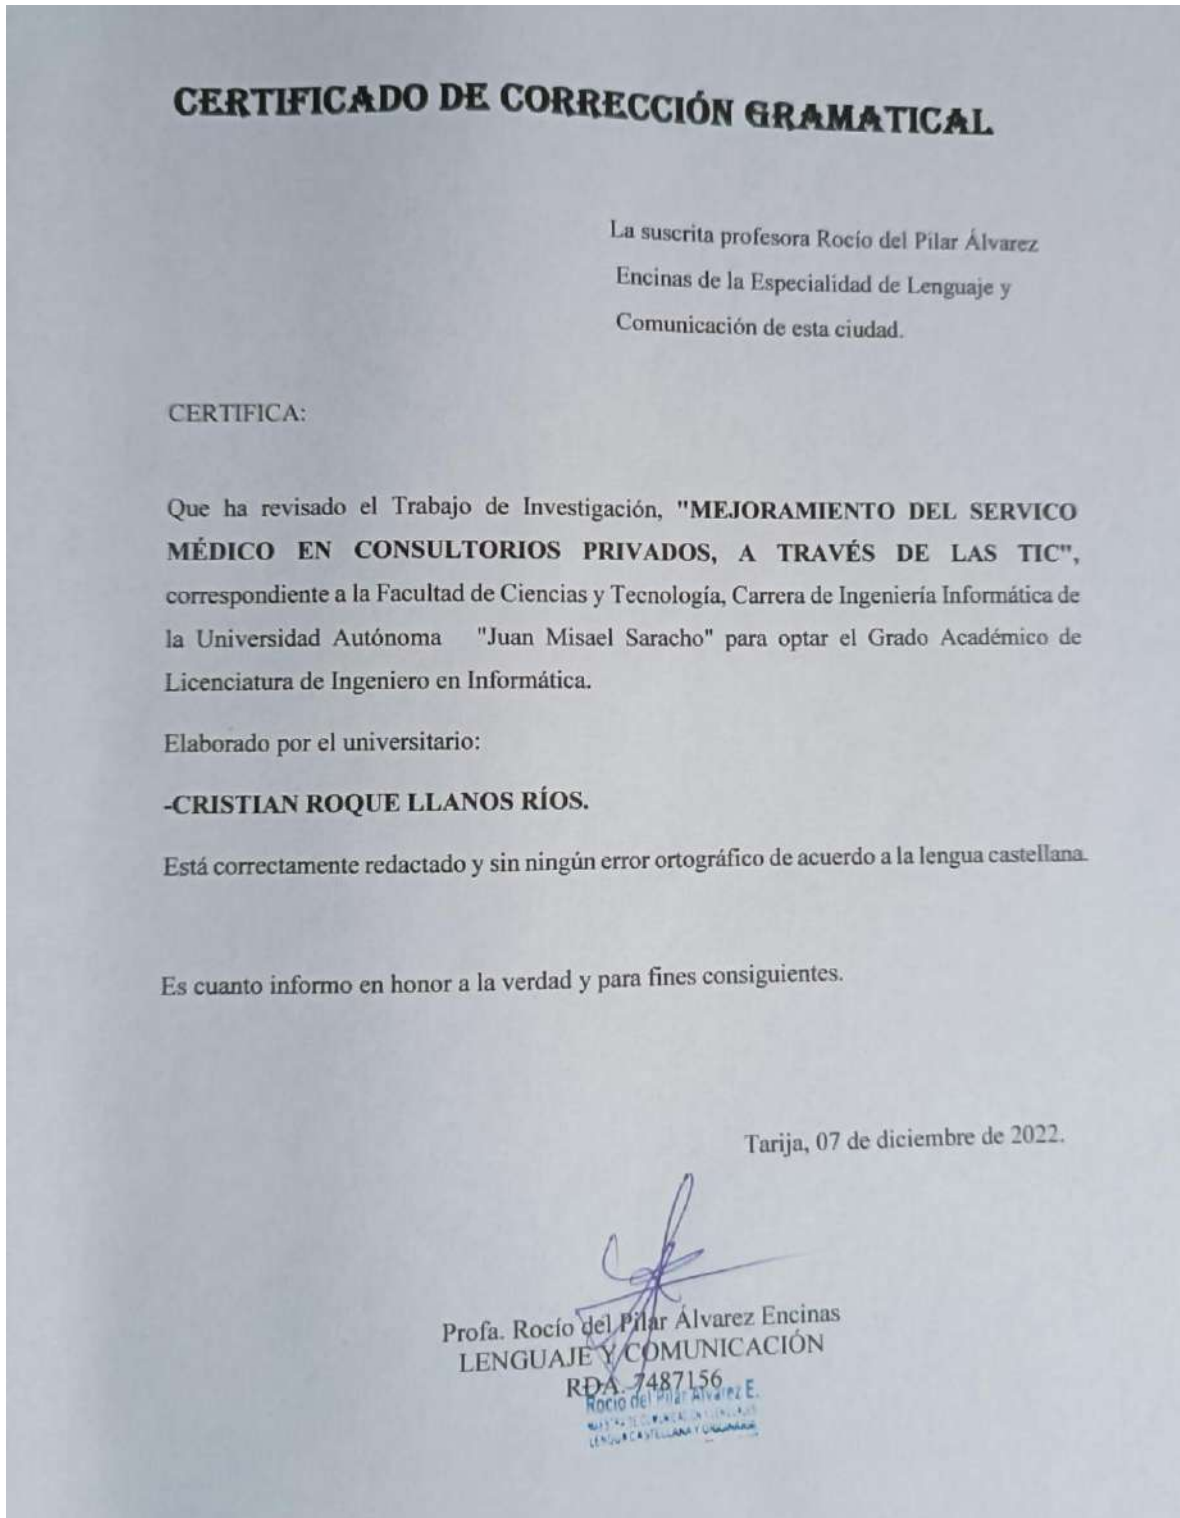 CERTIFICADO DE CORRECCIÓN GRAMATICAL
La suscrita profesora Rocío del Pilar Álvarez
Encinas de la Especialidad de Lenguaje y
Comunicación de esta ciudad.
CERTIFICA:
Que ha revisado el Trabajo de Investigación, "MEJORAMIENTO DEL SERVICO
MÉDICO EN CONSULTORIOS PRIVADOS, A TRAVÉS DE LAS TIC",
correspondiente a la Facultad de Ciencias y Tecnología, Carrera de Ingeniería Informática de
la Universidad Autónoma "Juan Misael Saracho" para optar el Grado Académico de
Licenciatura de Ingeniero en Informática.
Elaborado por el universitario:
-CRISTIAN ROQUE LLANOS RÍOS.
Está correctamente redactado y sin ningún error ortográfico de acuerdo a la lengua castellana.
Es cuanto informo en honor a la verdad y para fines consiguientes.
Tarija, 07 de diciembre de 2022.
Profa. Rocío del Pilar Álvarez Encinas
LENGUAJE Y COMUNICACIÓN
RDA. 7487156
Rocio del Pilar Alvarez E.
LENGUA CASTELLANA Y ORIGINARIA